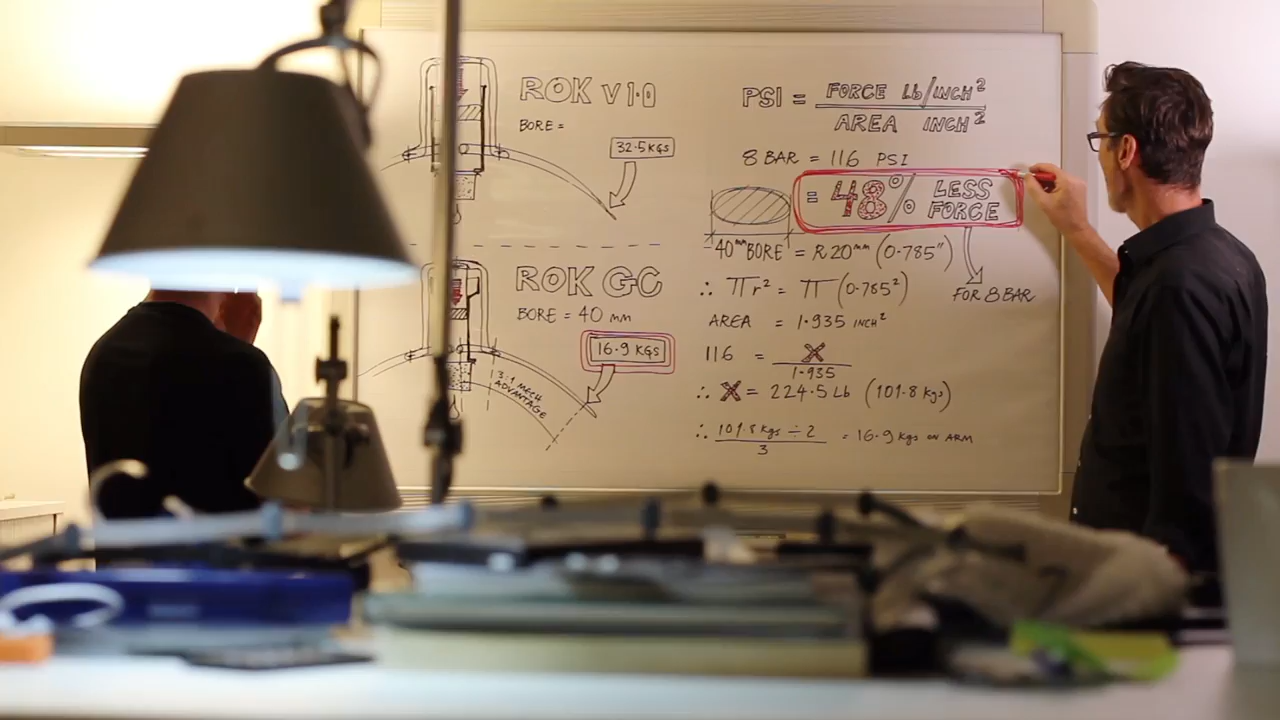 ROK V1.0
BORE =
32.5KGS
ROK GC
BORE = 40 mm
16.9 KGS
3:1 MECH
ADVANTAGE
PSI = FORCE Lb/INCH²
AREA INCH²
8 BAR = 116 PSI
= 48% LESS
FORCE
FOR 8 BAR
40mm BORE = R 20mm (0.785")
∴ πr² = π (0.785²)
AREA = 1.935 INCH²
116 = X
1.935
∴ X = 224.5 Lb (101.8 Kgs)
∴ 101.8 Kgs ÷ 2 = 16.9 Kgs on ARM
3